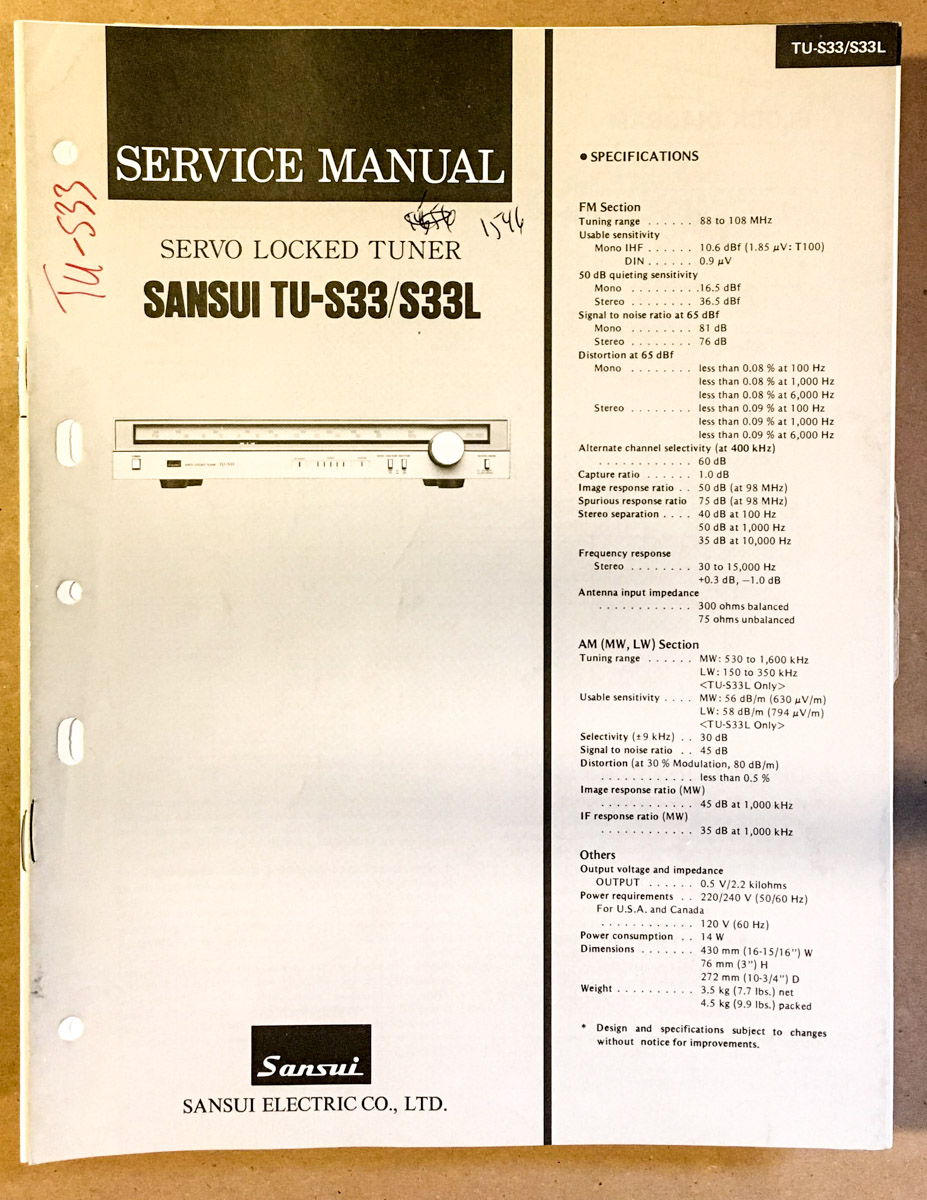 TU-S33/S33L
SERVICE MANUAL
1546
TU-S33
SERVO LOCKED TUNER
SANSUI TU-S33/S33L
Sansui
SANSUI ELECTRIC CO., LTD.
● SPECIFICATIONS
FM Section
Tuning range . . . . . . 88 to 108 MHz
Usable sensitivity
Mono IHF . . . . . . 10.6 dBf (1.85 μV: T100)
DIN . . . . . . 0.9 μV
50 dB quieting sensitivity
Mono . . . . . . . . .16.5 dBf
Stereo . . . . . . . . 36.5 dBf
Signal to noise ratio at 65 dBf
Mono . . . . . . . . 81 dB
Stereo . . . . . . . . 76 dB
Distortion at 65 dBf
Mono . . . . . . . . less than 0.08 % at 100 Hz
less than 0.08 % at 1,000 Hz
less than 0.08 % at 6,000 Hz
Stereo . . . . . . . . less than 0.09 % at 100 Hz
less than 0.09 % at 1,000 Hz
less than 0.09 % at 6,000 Hz
Alternate channel selectivity (at 400 kHz)
. . . . . . . . . . . . 60 dB
Capture ratio . . . . . . 1.0 dB
Image response ratio . . 50 dB (at 98 MHz)
Spurious response ratio 75 dB (at 98 MHz)
Stereo separation . . . . 40 dB at 100 Hz
50 dB at 1,000 Hz
35 dB at 10,000 Hz
Frequency response
Stereo . . . . . . . . 30 to 15,000 Hz
+0.3 dB, −1.0 dB
Antenna input impedance
. . . . . . . . . . . . 300 ohms balanced
75 ohms unbalanced
AM (MW, LW) Section
Tuning range . . . . . . MW: 530 to 1,600 kHz
LW: 150 to 350 kHz
<TU-S33L Only>
Usable sensitivity . . . . MW: 56 dB/m (630 μV/m)
LW: 58 dB/m (794 μV/m)
<TU-S33L Only>
Selectivity (±9 kHz) . . 30 dB
Signal to noise ratio . . 45 dB
Distortion (at 30 % Modulation, 80 dB/m)
. . . . . . . . . . . . less than 0.5 %
Image response ratio (MW)
. . . . . . . . . . . . 45 dB at 1,000 kHz
IF response ratio (MW)
. . . . . . . . . . . . 35 dB at 1,000 kHz
Others
Output voltage and impedance
OUTPUT . . . . . . 0.5 V/2.2 kilohms
Power requirements . . 220/240 V (50/60 Hz)
For U.S.A. and Canada
. . . . . . . . . . . . 120 V (60 Hz)
Power consumption . . 14 W
Dimensions . . . . . . . 430 mm (16-15/16") W
76 mm (3") H
272 mm (10-3/4") D
Weight . . . . . . . . . . 3.5 kg (7.7 lbs.) net
4.5 kg (9.9 lbs.) packed
* Design and specifications subject to changes
without notice for improvements.